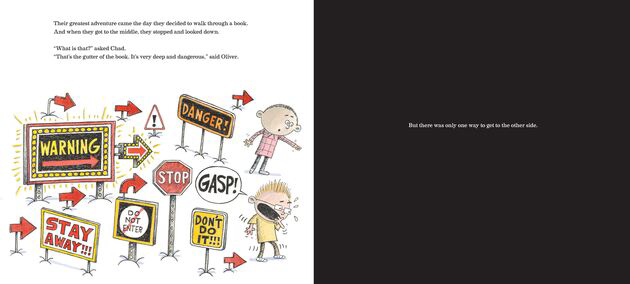 Their greatest adventure came the day they decided to walk through a book.
And when they got to the middle, they stopped and looked down.
"What is that?" asked Chad.
"That's the gutter of the book. It's very deep and dangerous," said Oliver.
WARNING
!
DANGER!
STOP
GASP!
STAY
AWAY!!!
DO
NOT
ENTER
DON'T
DO
IT!!!
But there was only one way to get to the other side.